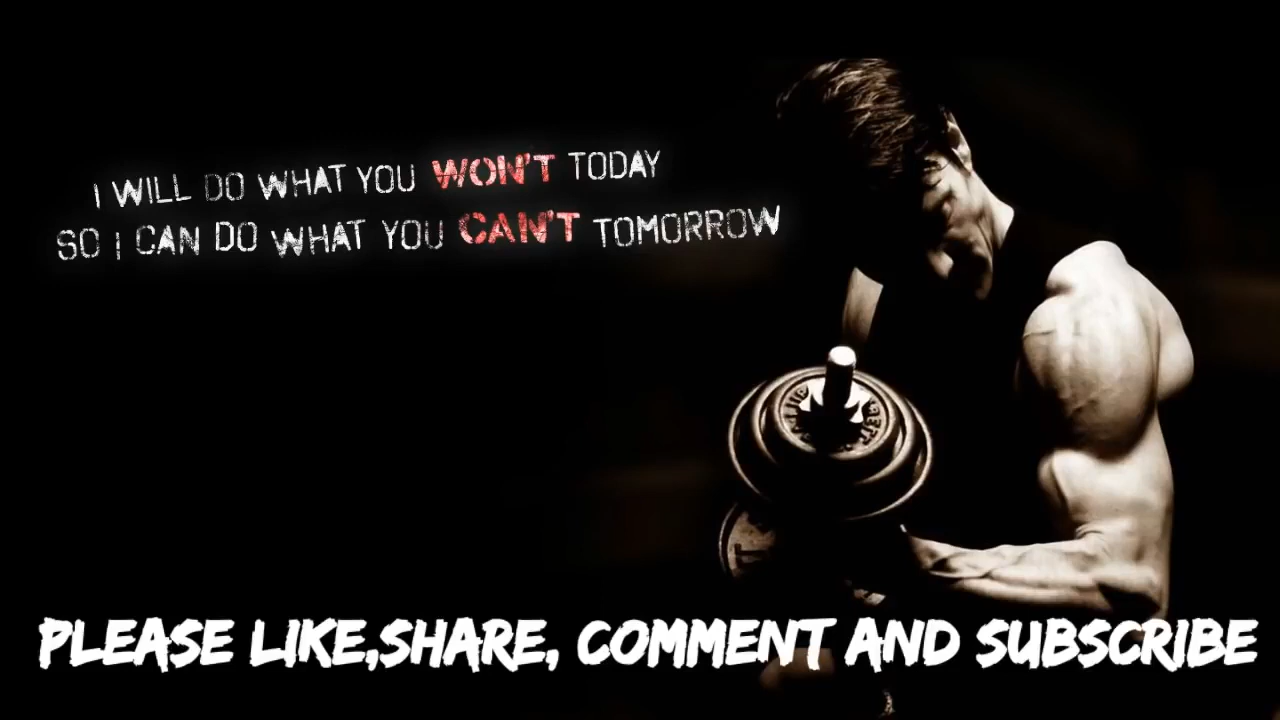 I WILL DO WHAT YOU WON'T TODAY
SO I CAN DO WHAT YOU CAN'T TOMORROW
PLEASE LIKE,SHARE, COMMENT AND SUBSCRIBE